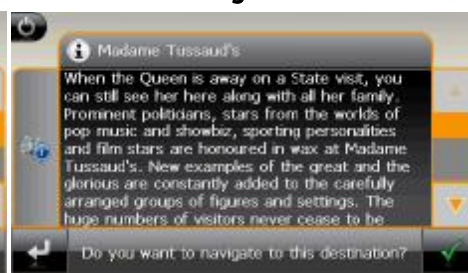 Madame Tussaud's
When the Queen is away on a State visit, you
can still see her here along with all her family.
Prominent politicians, stars from the worlds of
pop music and showbiz, sporting personalities
and film stars are honoured in wax at Madame
Tussaud's. New examples of the great and the
glorious are constantly added to the carefully
arranged groups of figures and settings. The
huge numbers of visitors never cease to be
Do you want to navigate to this destination?